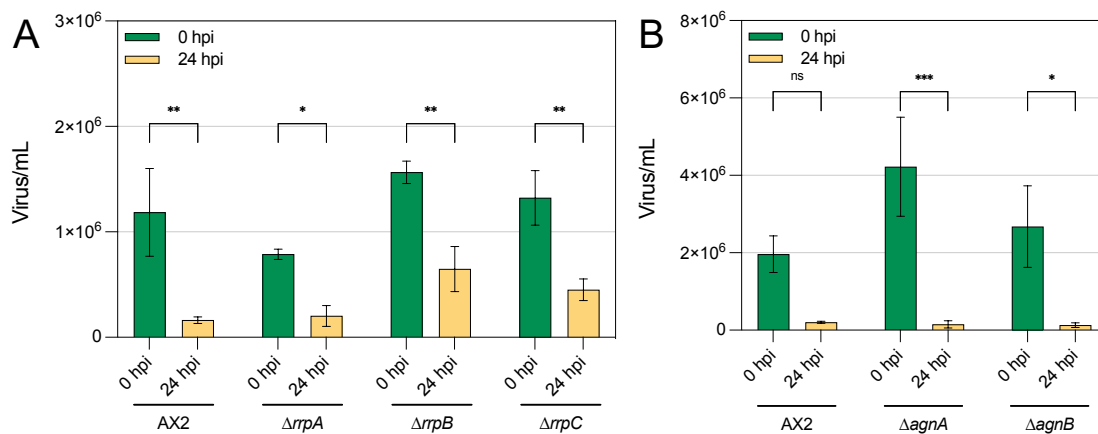 A
3×10⁶
2×10⁶
1×10⁶
0
Virus/mL
0 hpi
24 hpi
** * ** **
0 hpi 24 hpi 0 hpi 24 hpi 0 hpi 24 hpi 0 hpi 24 hpi
AX2 ΔrrpA ΔrrpB ΔrrpC
B
8×10⁶
6×10⁶
4×10⁶
2×10⁶
0
Virus/mL
0 hpi
24 hpi
ns *** *
0 hpi 24 hpi 0 hpi 24 hpi 0 hpi 24 hpi
AX2 ΔagnA ΔagnB